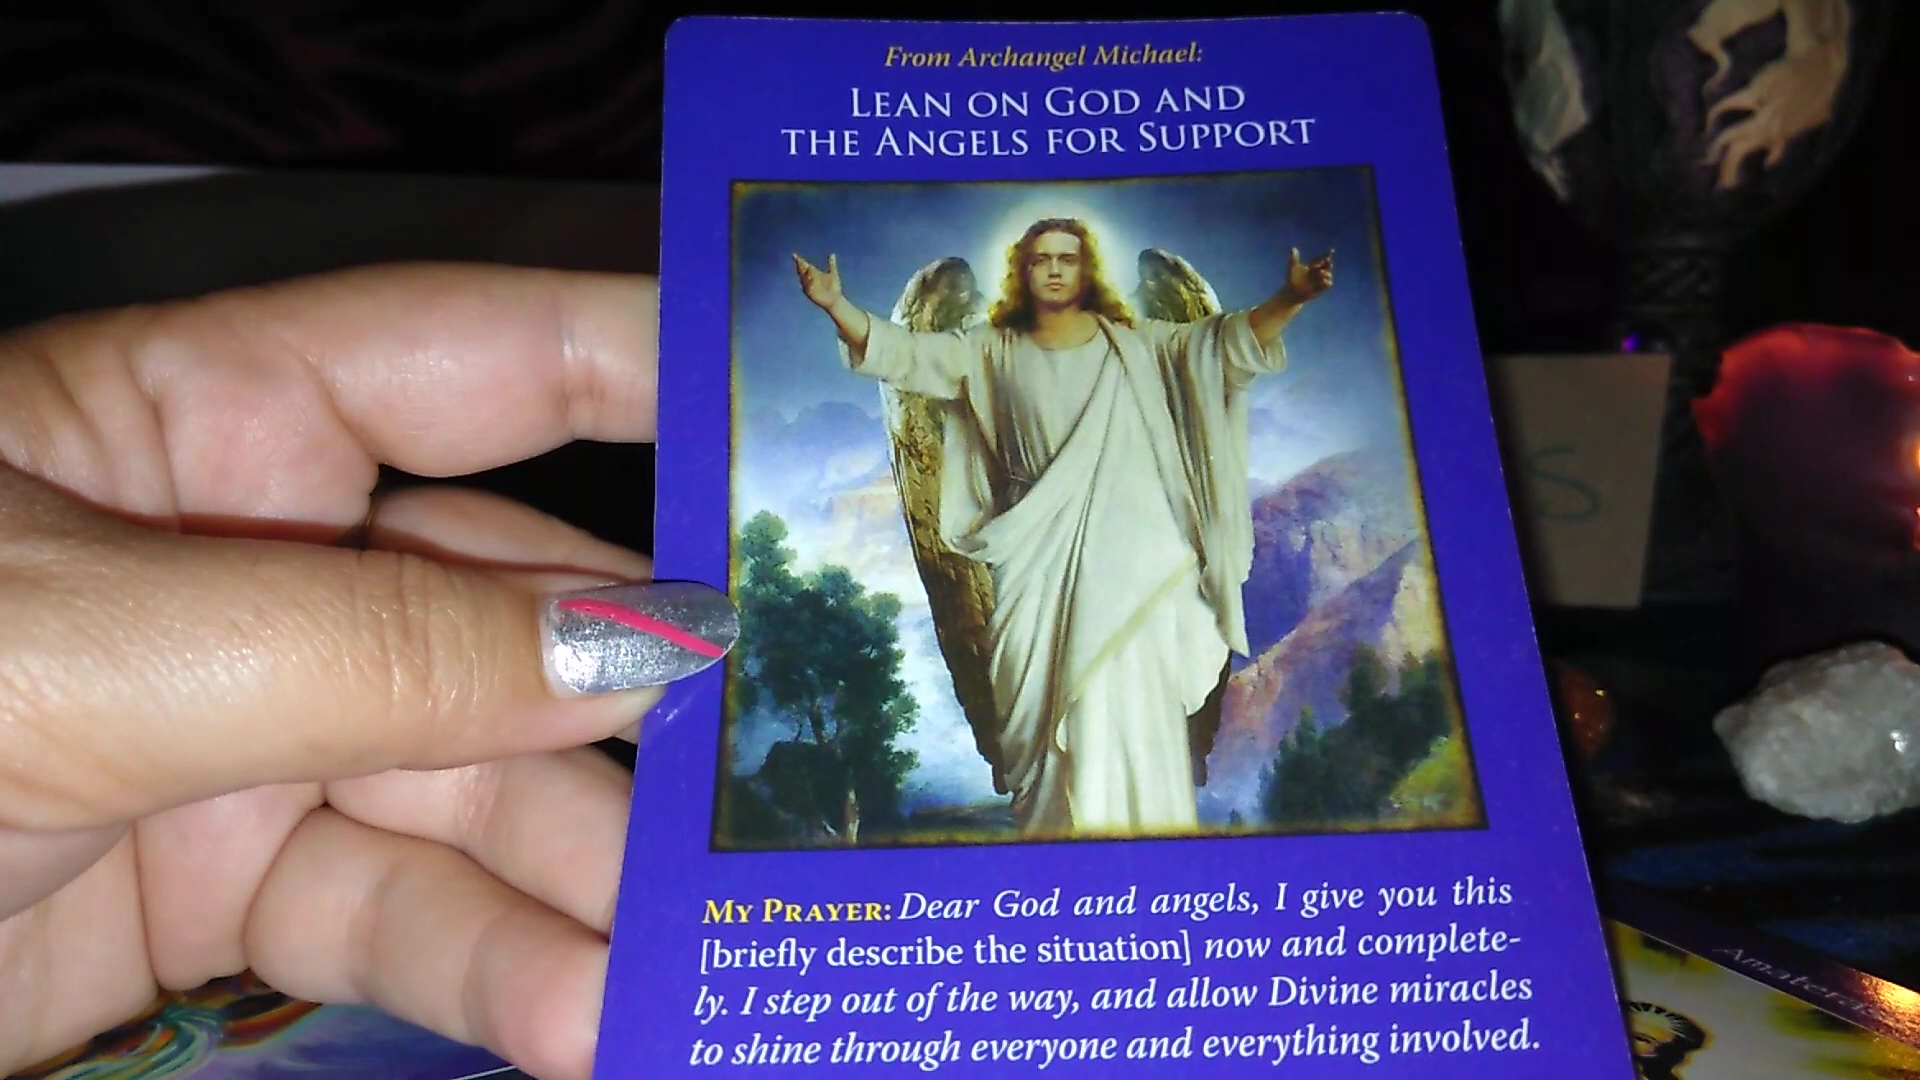 From Archangel Michael:
LEAN ON GOD AND
THE ANGELS FOR SUPPORT
MY PRAYER: Dear God and angels, I give you this
[briefly describe the situation] now and complete-
ly. I step out of the way, and allow Divine miracles
to shine through everyone and everything involved.
S